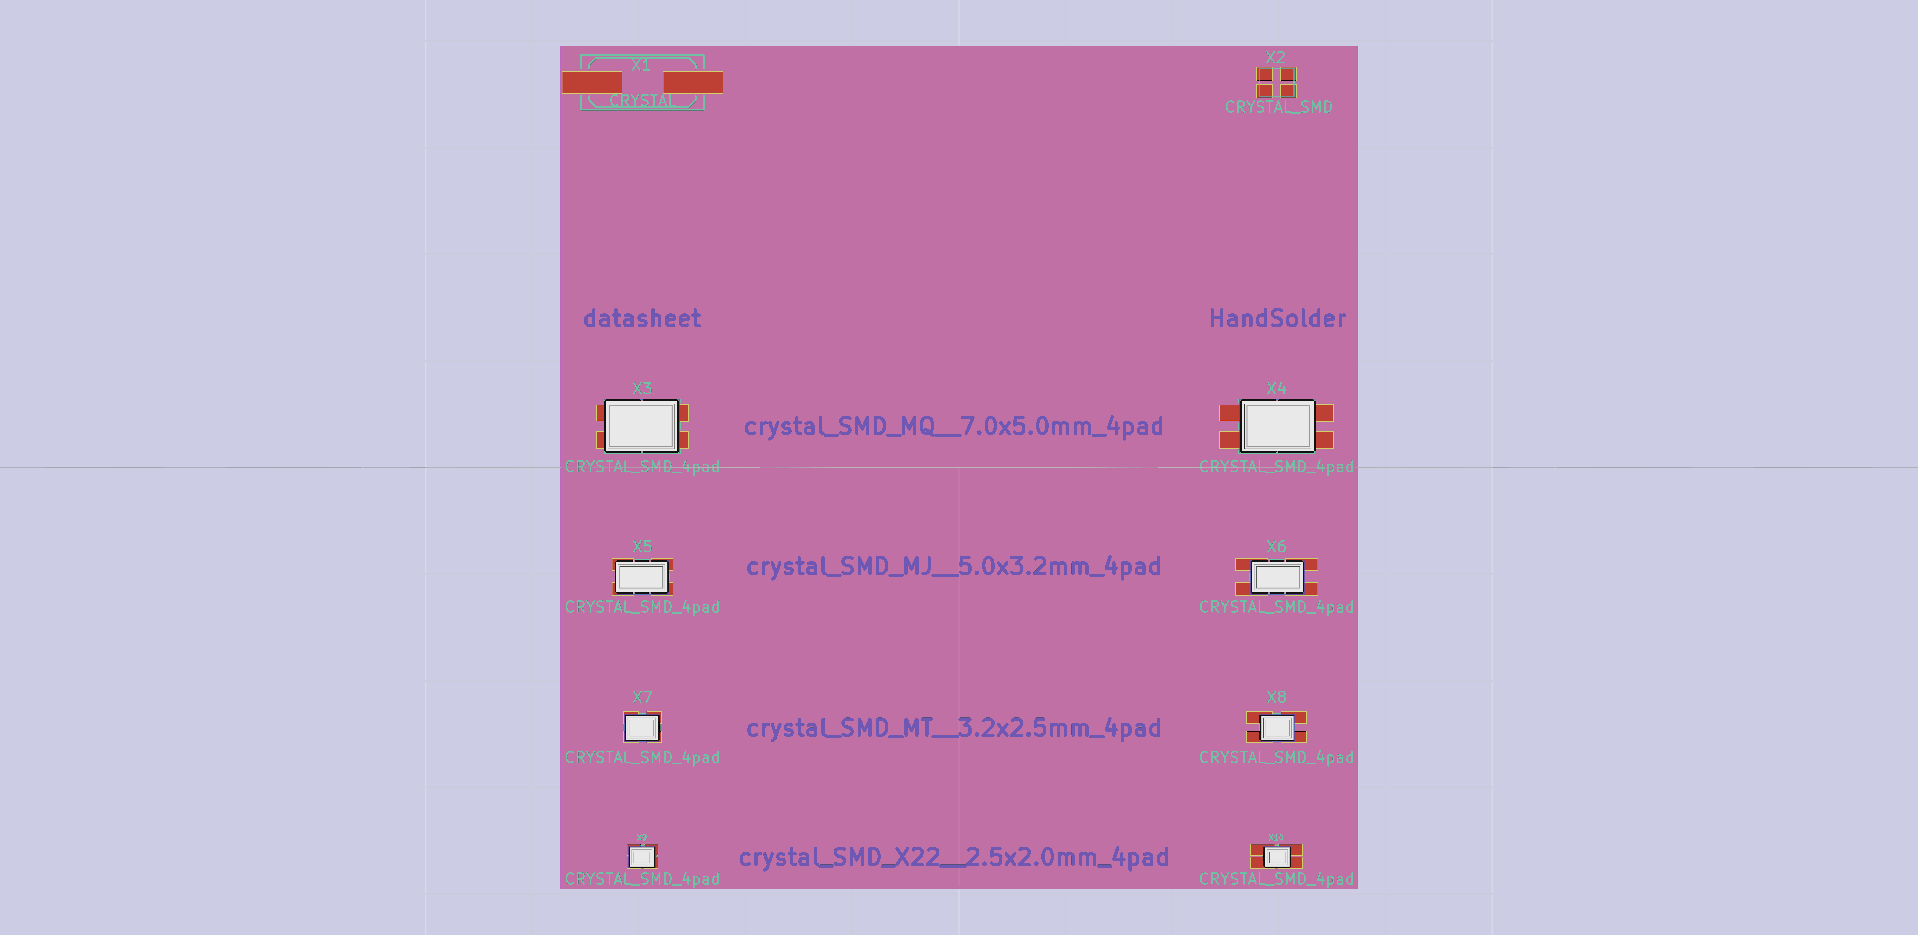 X1
CRYSTAL
X2
CRYSTAL_SMD
datasheet
HandSolder
X3
CRYSTAL_SMD_4pad
crystal_SMD_MQ__7.0x5.0mm_4pad
X4
CRYSTAL_SMD_4pad
X5
CRYSTAL_SMD_4pad
crystal_SMD_MJ__5.0x3.2mm_4pad
X6
CRYSTAL_SMD_4pad
X7
CRYSTAL_SMD_4pad
crystal_SMD_MT__3.2x2.5mm_4pad
X8
CRYSTAL_SMD_4pad
X9
CRYSTAL_SMD_4pad
crystal_SMD_X22__2.5x2.0mm_4pad
X10
CRYSTAL_SMD_4pad